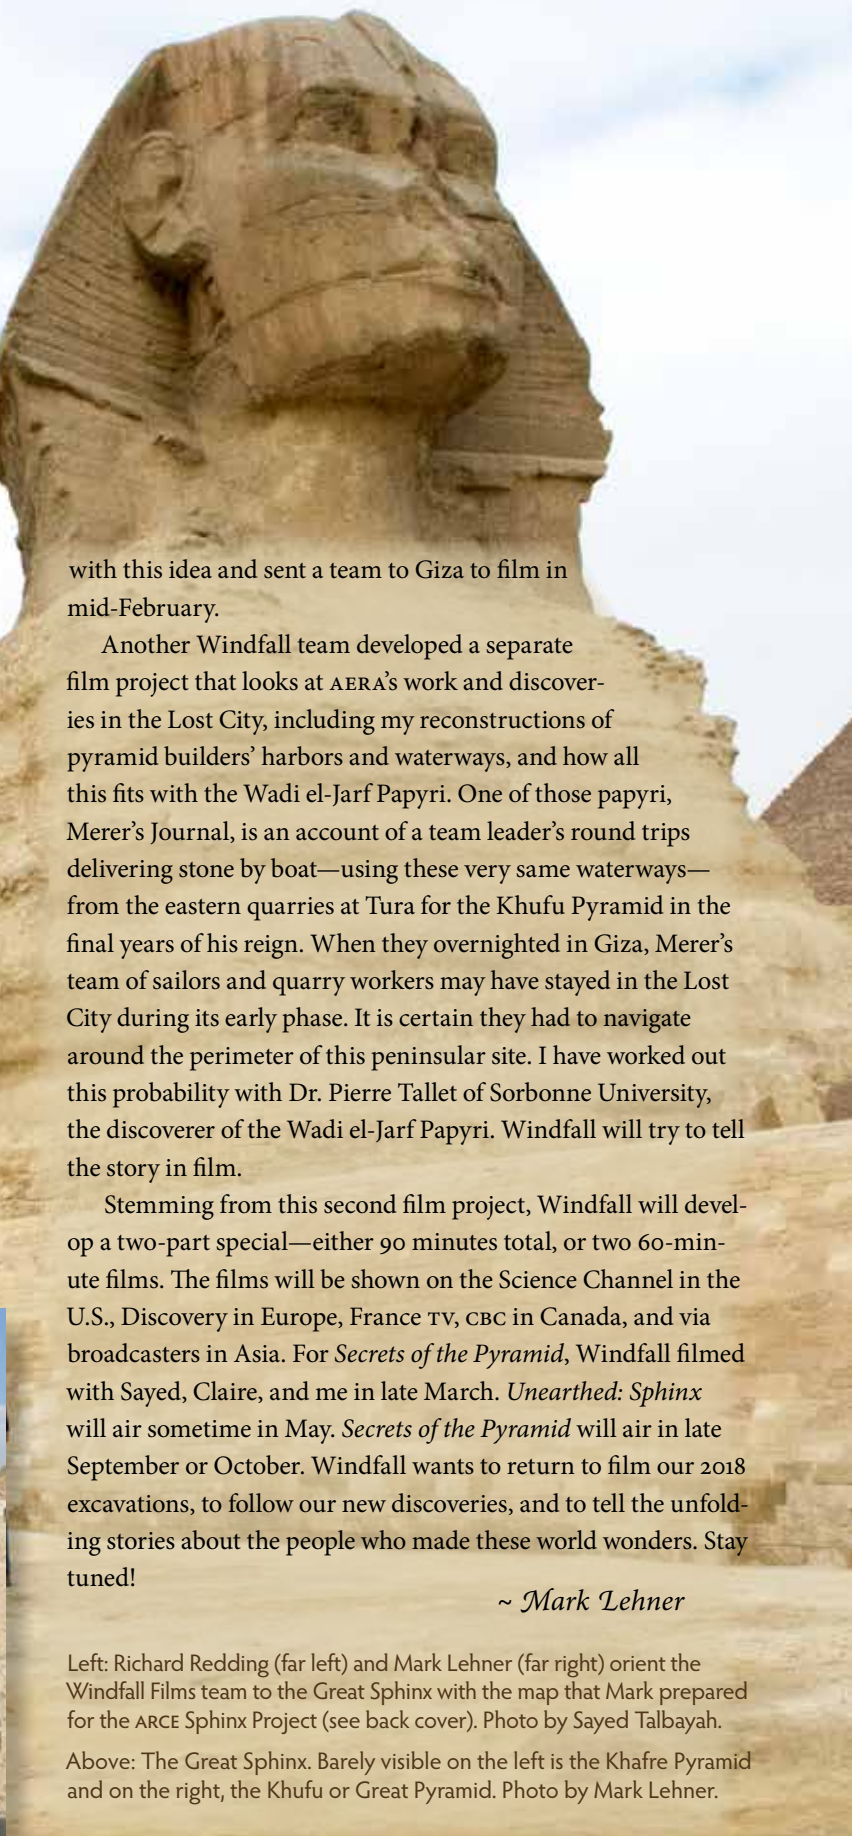 with this idea and sent a team to Giza to film in
mid-February.
Another Windfall team developed a separate
film project that looks at AERA’s work and discover-
ies in the Lost City, including my reconstructions of
pyramid builders’ harbors and waterways, and how all
this fits with the Wadi el-Jarf Papyri. One of those papyri,
Merer’s Journal, is an account of a team leader’s round trips
delivering stone by boat—using these very same waterways—
from the eastern quarries at Tura for the Khufu Pyramid in the
final years of his reign. When they overnighted in Giza, Merer’s
team of sailors and quarry workers may have stayed in the Lost
City during its early phase. It is certain they had to navigate
around the perimeter of this peninsular site. I have worked out
this probability with Dr. Pierre Tallet of Sorbonne University,
the discoverer of the Wadi el-Jarf Papyri. Windfall will try to tell
the story in film.
Stemming from this second film project, Windfall will devel-
op a two-part special—either 90 minutes total, or two 60-min-
ute films. The films will be shown on the Science Channel in the
U.S., Discovery in Europe, France TV, CBC in Canada, and via
broadcasters in Asia. For Secrets of the Pyramid, Windfall filmed
with Sayed, Claire, and me in late March. Unearthed: Sphinx
will air sometime in May. Secrets of the Pyramid will air in late
September or October. Windfall wants to return to film our 2018
excavations, to follow our new discoveries, and to tell the unfold-
ing stories about the people who made these world wonders. Stay
tuned!
~ Mark Lehner
Left: Richard Redding (far left) and Mark Lehner (far right) orient the
Windfall Films team to the Great Sphinx with the map that Mark prepared
for the ARCE Sphinx Project (see back cover). Photo by Sayed Talbayah.
Above: The Great Sphinx. Barely visible on the left is the Khafre Pyramid
and on the right, the Khufu or Great Pyramid. Photo by Mark Lehner.